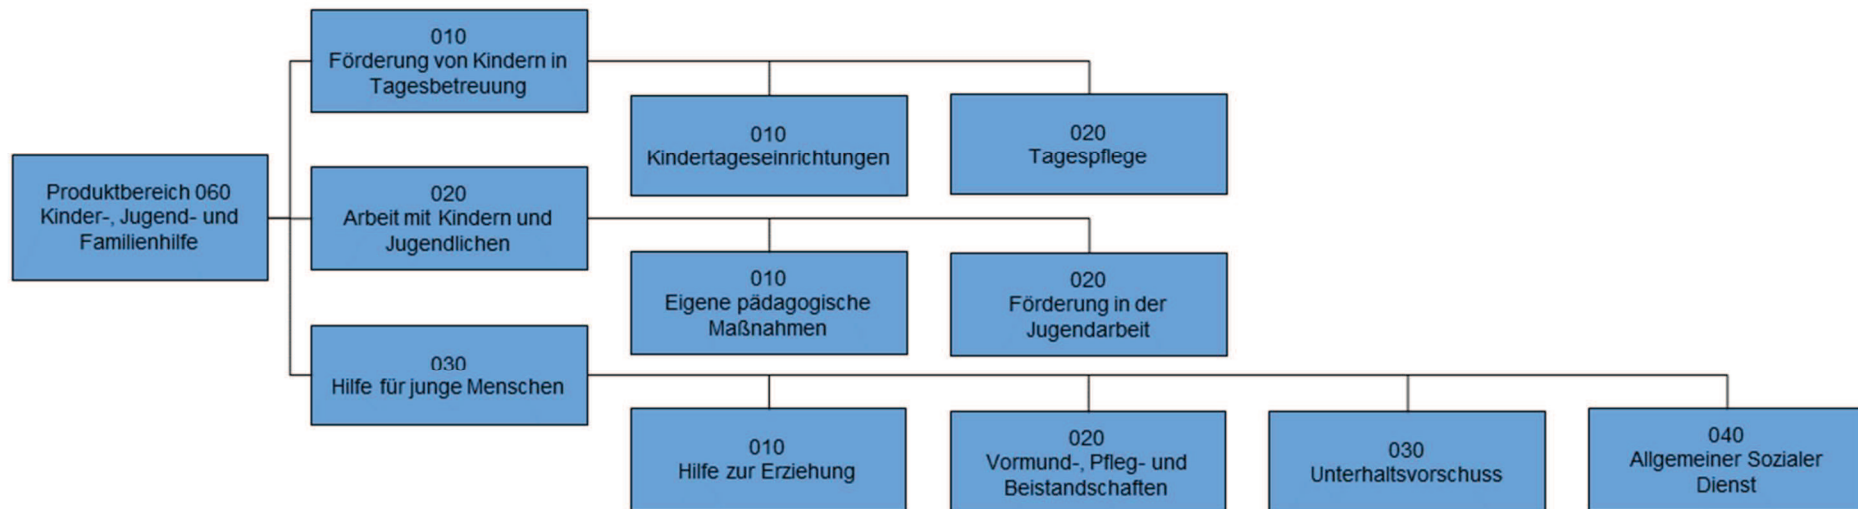 Produktbereich 060
Kinder-, Jugend- und
Familienhilfe
010
Förderung von Kindern in
Tagesbetreuung
010
Kindertageseinrichtungen
020
Tagespflege
020
Arbeit mit Kindern und
Jugendlichen
010
Eigene pädagogische
Maßnahmen
020
Förderung in der
Jugendarbeit
030
Hilfe für junge Menschen
010
Hilfe zur Erziehung
020
Vormund-, Pfleg- und
Beistandschaften
030
Unterhaltsvorschuss
040
Allgemeiner Sozialer
Dienst